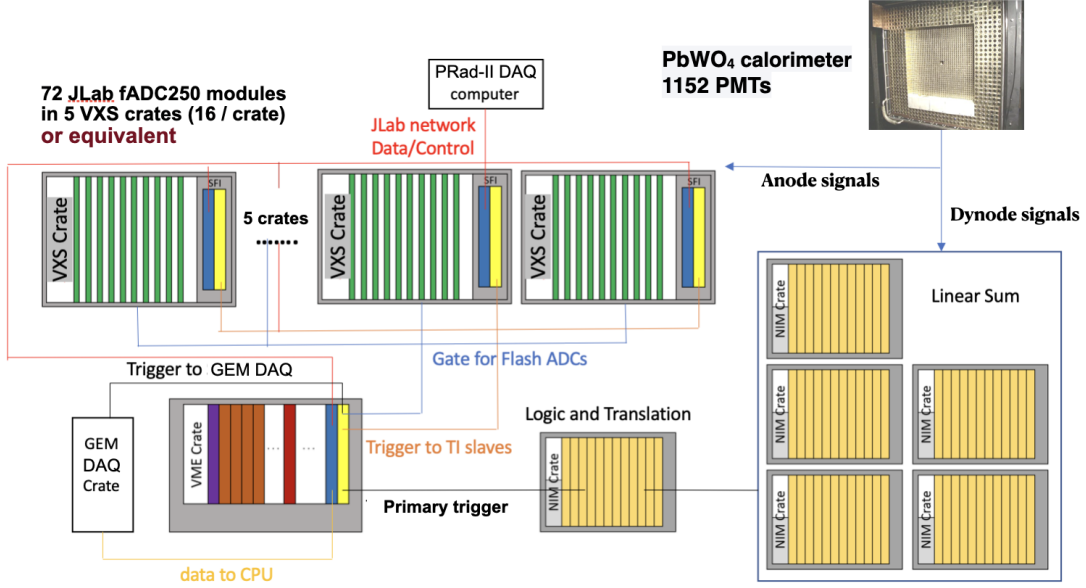 PRad-II DAQ
computer
PbWO₄ calorimeter
1152 PMTs
72 JLab fADC250 modules
in 5 VXS crates (16 / crate)
or equivalent
JLab network
Data/Control
Anode signals
Dynode signals
VXS Crate
SFI
5 crates
.......
VXS Crate
SFI
VXS Crate
SFI
Linear Sum
NIM Crate
NIM Crate
NIM Crate
NIM Crate
NIM Crate
Gate for Flash ADCs
Trigger to GEM DAQ
Logic and Translation
GEM
DAQ
Crate
VME Crate
...
...
Trigger to TI slaves
NIM Crate
Primary trigger
data to CPU